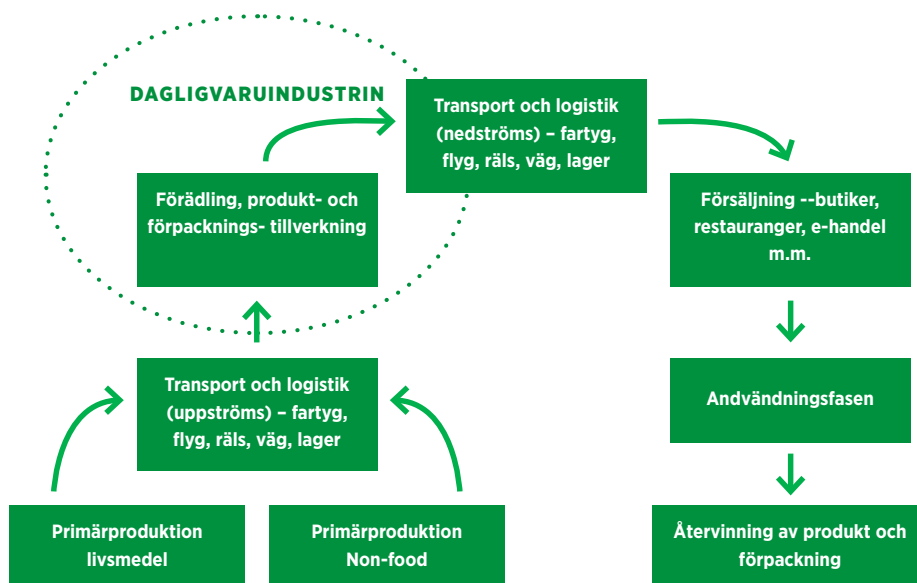 DAGLIGVARUINDUSTRIN
Transport och logistik
(nedströms) – fartyg,
flyg, räls, väg, lager
Förädling, produkt- och
förpacknings- tillverkning
Försäljning --butiker,
restauranger, e-handel
m.m.
Transport och logistik
(uppströms) – fartyg,
flyg, räls, väg, lager
Andvändningsfasen
Primärproduktion
livsmedel
Primärproduktion
Non-food
Återvinning av produkt och
förpackning